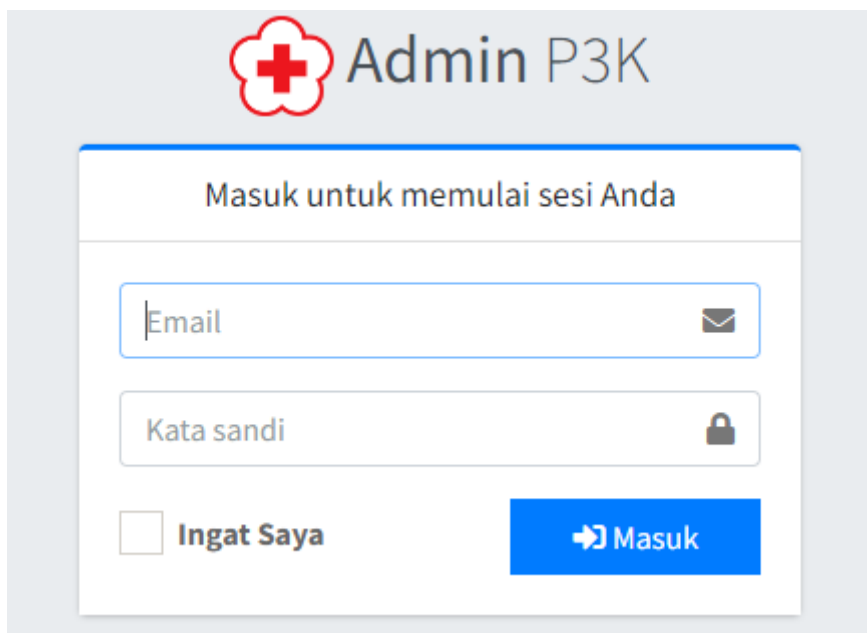 Admin P3K
Masuk untuk memulai sesi Anda
Email
Kata sandi
Ingat Saya
Masuk